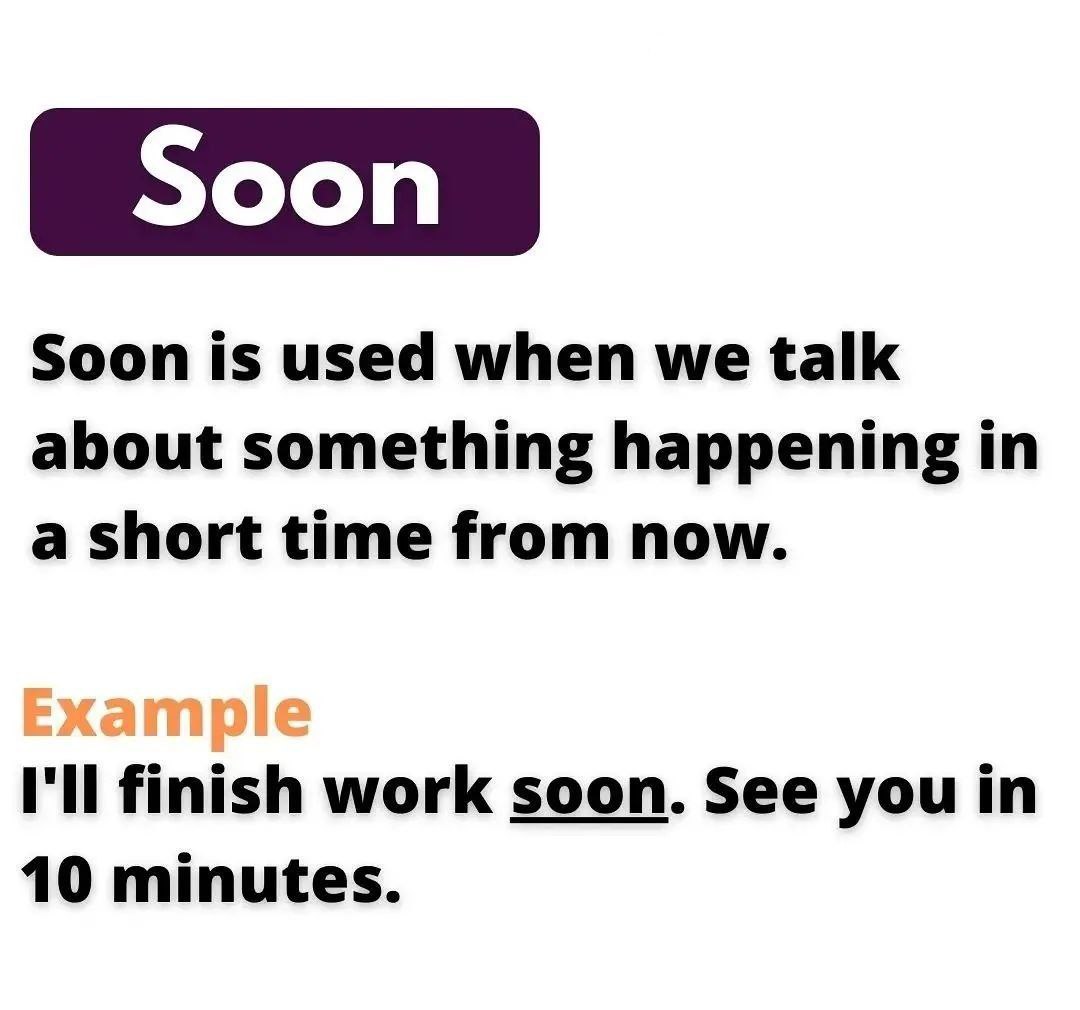 Soon
Soon is used when we talk
about something happening in
a short time from now.
Example
I'll finish work soon. See you in
10 minutes.